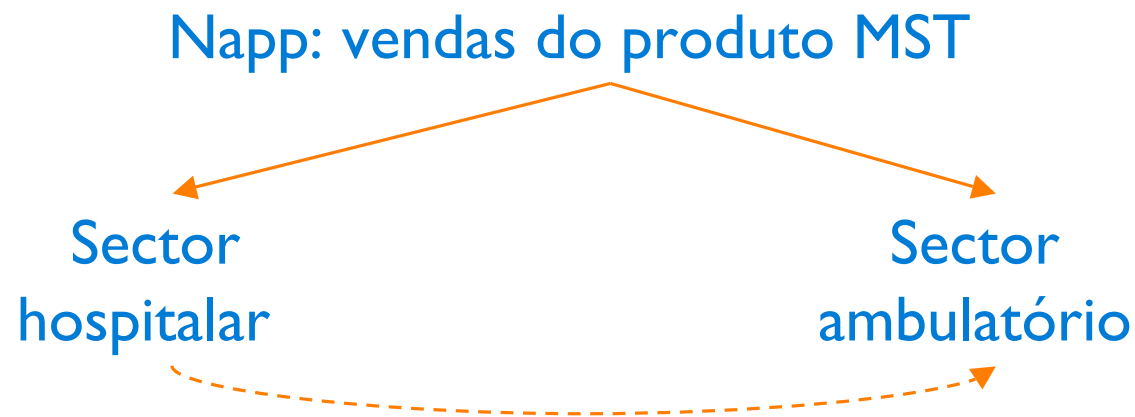 Napp: vendas do produto MST
Sector
hospitalar
Sector
ambulatório